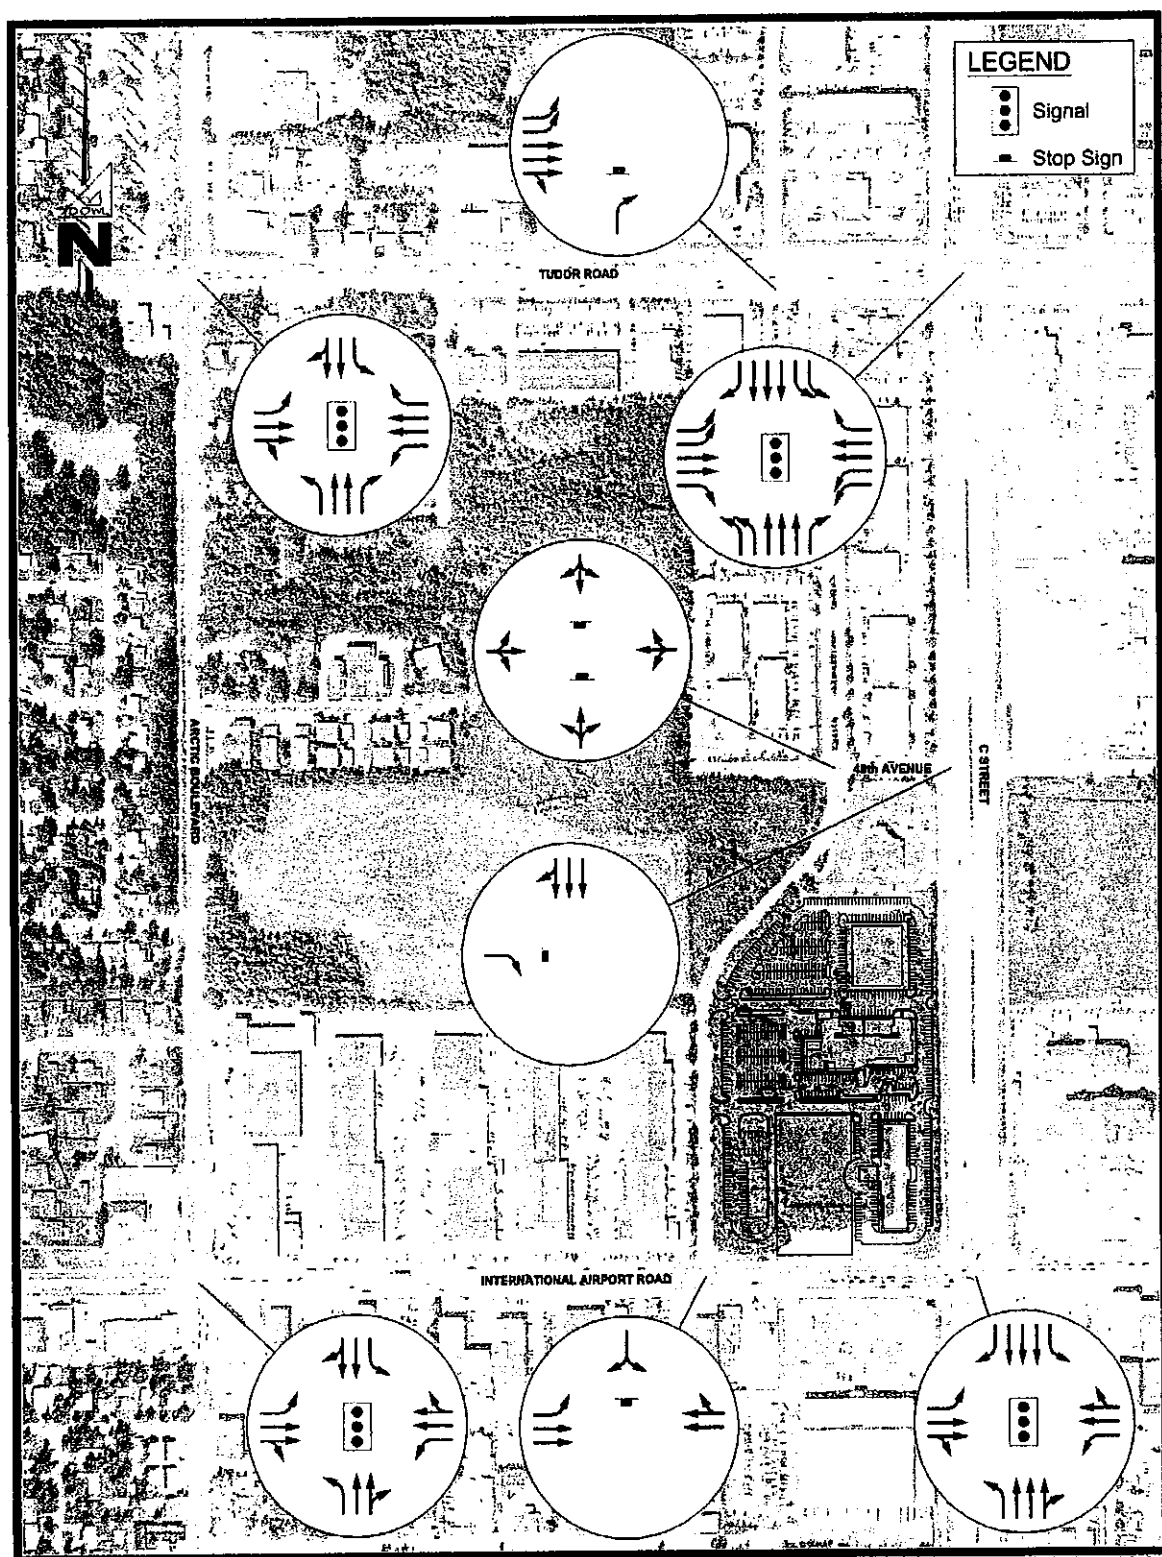 LEGEND
Signal
Stop Sign
N
TUDOR ROAD
ARCTIC BOULEVARD
48th AVENUE
C STREET
INTERNATIONAL AIRPORT ROAD